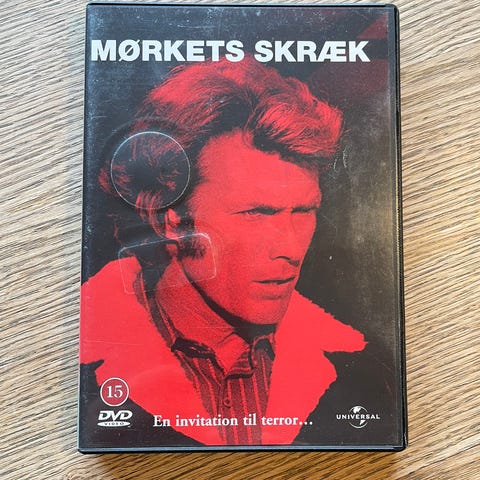 MØRKETS SKRÆK
15
DVD
VIDEO
En invitation til terror...
UNIVERSAL